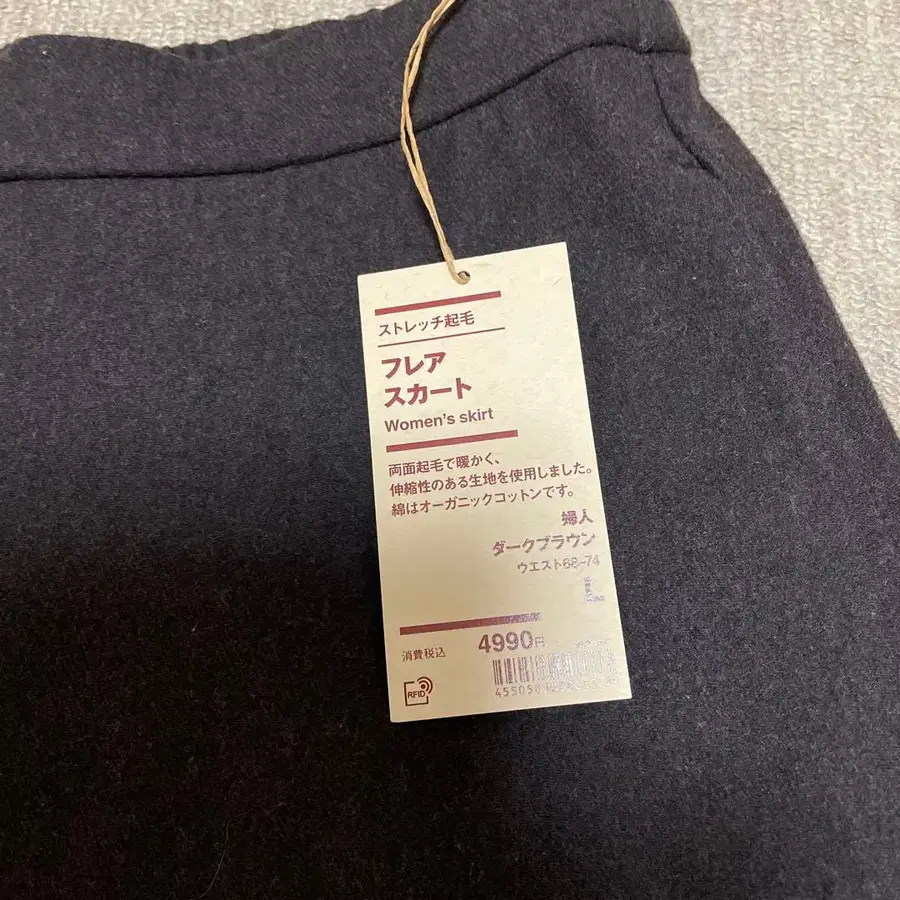 ストレッチ起毛
フレア
スカート
Women's skirt
両面起毛で暖かく、
伸縮性のある生地を使用しました。
綿はオーガニックコットンです。
婦人
ダークブラウン
ウエスト68-74
L
消費税込 4990円
RFID